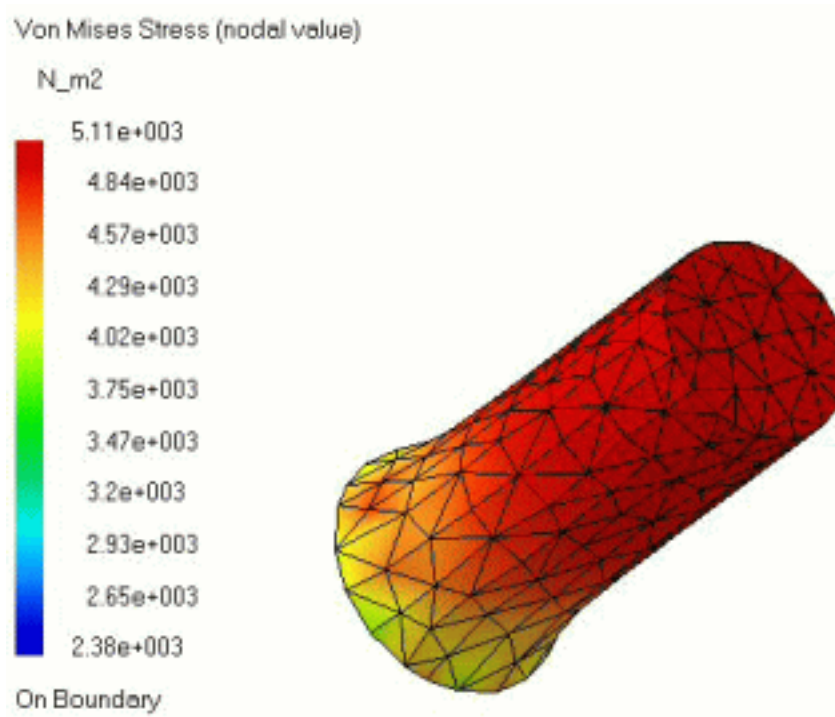 Von Mises Stress (nodal value)
N_m2
5.11e+003
4.84e+003
4.57e+003
4.29e+003
4.02e+003
3.75e+003
3.47e+003
3.2e+003
2.93e+003
2.65e+003
2.38e+003
On Boundary